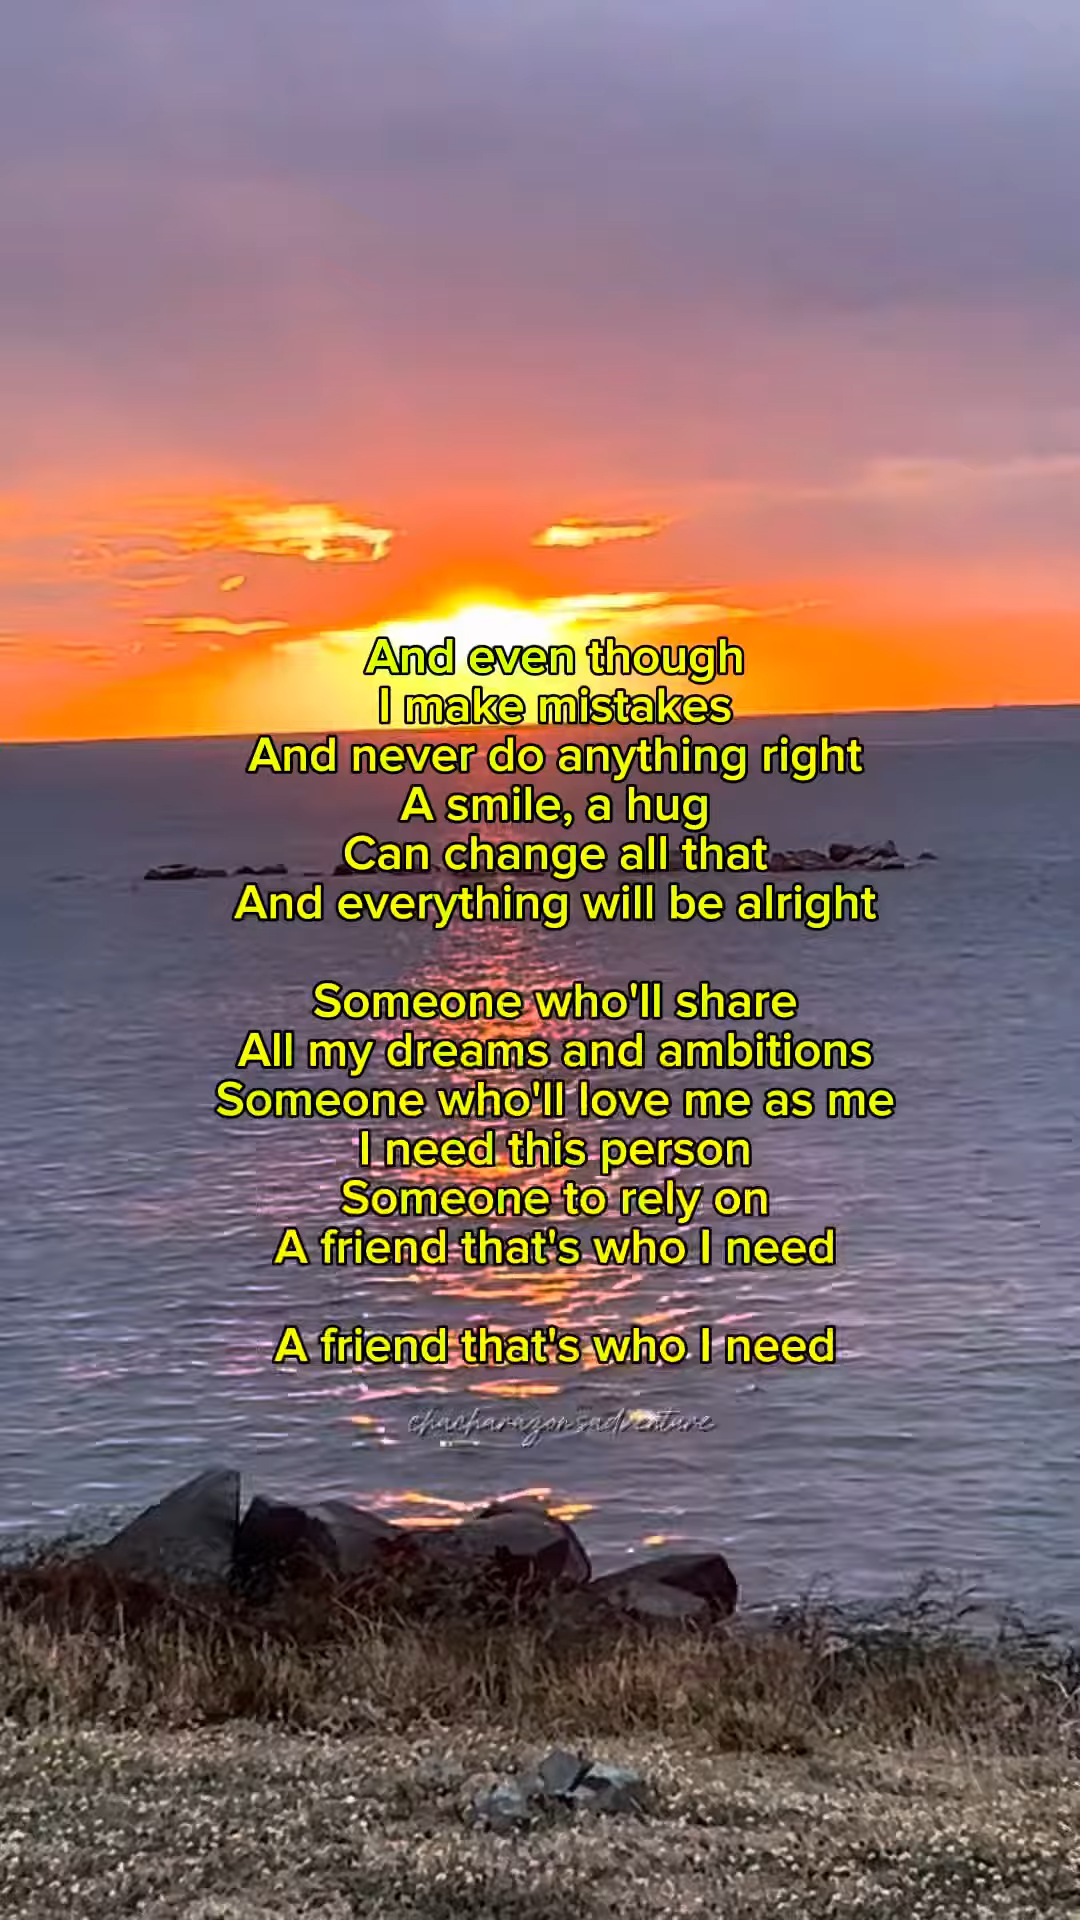 And even though
I make mistakes
And never do anything right
A smile, a hug
Can change all that
And everything will be alright
Someone who'll share
All my dreams and ambitions
Someone who'll love me as me
I need this person
Someone to rely on
A friend that's who I need
A friend that's who I need
chacharazonsadventure